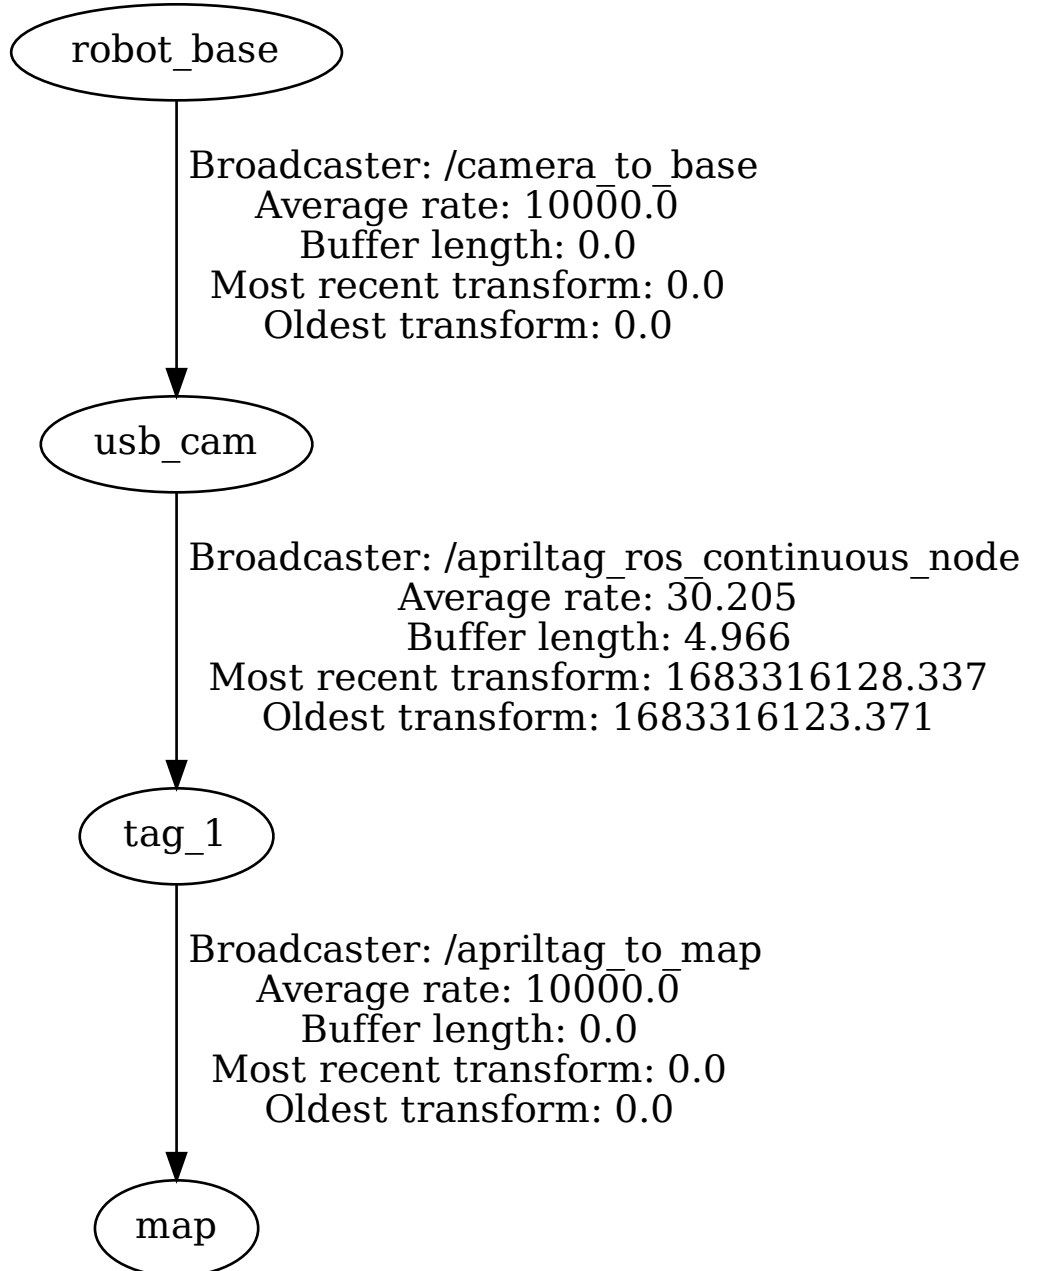 robot_base
Broadcaster: /camera_to_base
Average rate: 10000.0
Buffer length: 0.0
Most recent transform: 0.0
Oldest transform: 0.0
usb_cam
Broadcaster: /apriltag_ros_continuous_node
Average rate: 30.205
Buffer length: 4.966
Most recent transform: 1683316128.337
Oldest transform: 1683316123.371
tag_1
Broadcaster: /apriltag_to_map
Average rate: 10000.0
Buffer length: 0.0
Most recent transform: 0.0
Oldest transform: 0.0
map